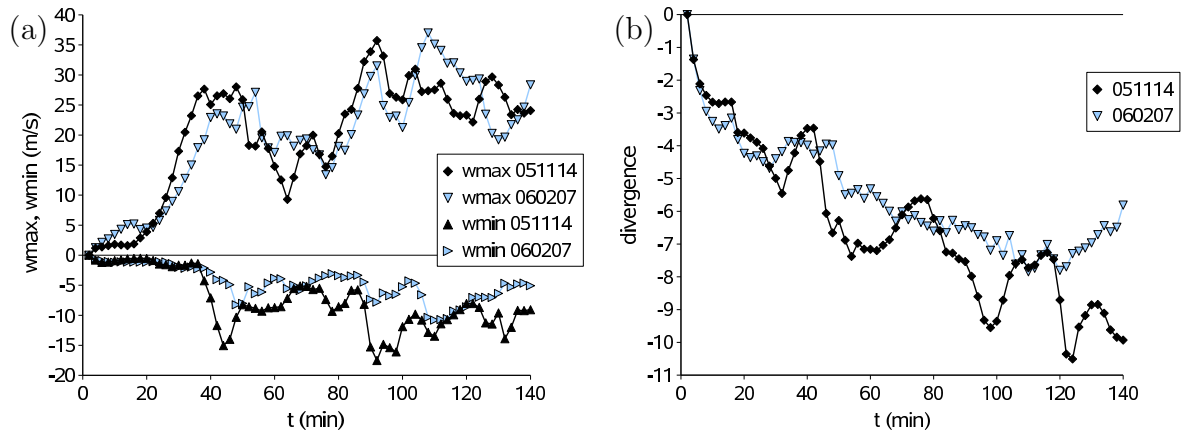 (a)
wmax, wmin (m/s)
40
35
30
25
20
15
10
5
0
-5
-10
-15
-20
0 20 40 60 80 100 120 140
t (min)
wmax 051114
wmax 060207
wmin 051114
wmin 060207
(b)
divergence
-0
-1
-2
-3
-4
-5
-6
-7
-8
-9
-10
-11
0 20 40 60 80 100 120 140
t (min)
051114
060207